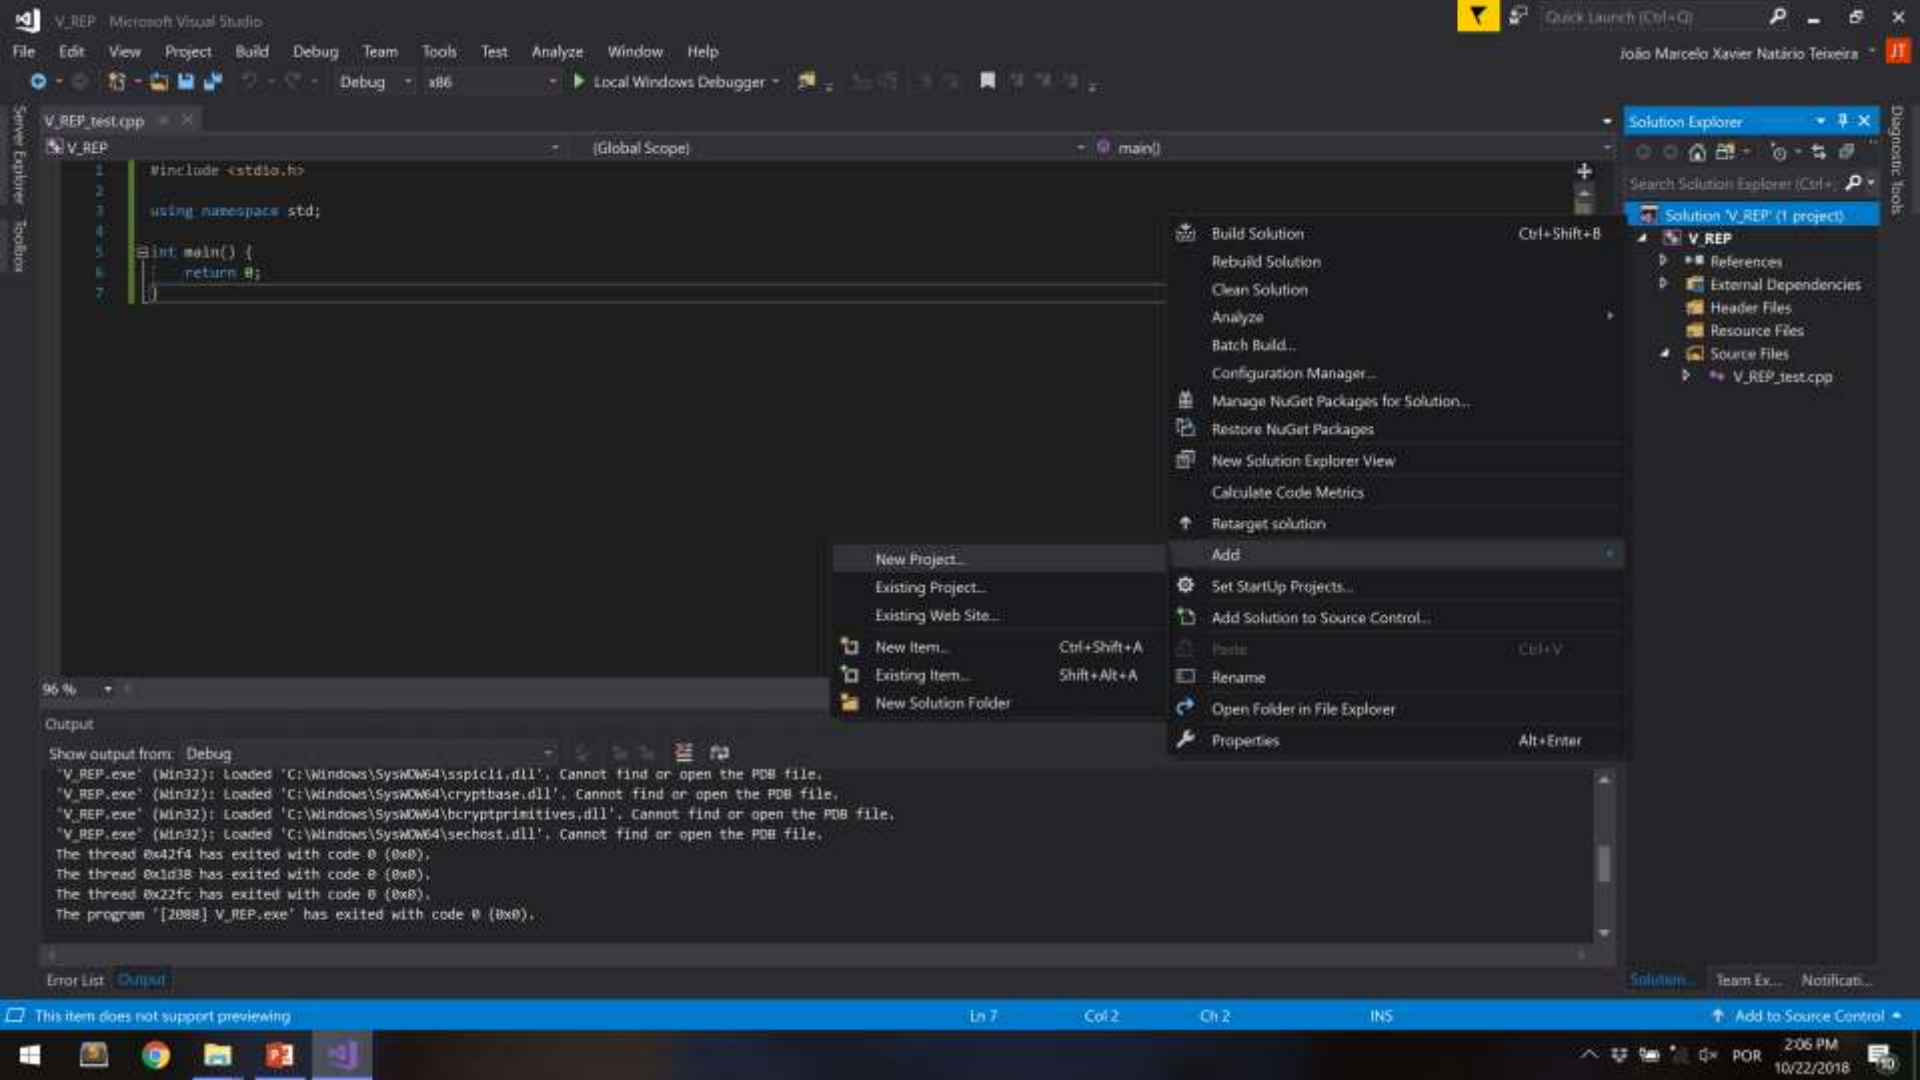 V_REP - Microsoft Visual Studio
Quick Launch (Ctrl+Q)
File Edit View Project Build Debug Team Tools Test Analyze Window Help
João Marcelo Xavier Natário Teixeira JT
Debug x86 Local Windows Debugger
Server Explorer Toolbox
V_REP_test.cpp
V_REP (Global Scope) main()
1 #include <stdio.h>
2
3 using namespace std;
4
5 int main() {
6 return 0;
7 }
Build Solution Ctrl+Shift+B
Rebuild Solution
Clean Solution
Analyze
Batch Build...
Configuration Manager...
Manage NuGet Packages for Solution...
Restore NuGet Packages
New Solution Explorer View
Calculate Code Metrics
Retarget solution
Add
Set StartUp Projects...
Add Solution to Source Control...
Paste Ctrl+V
Rename
Open Folder in File Explorer
Properties Alt+Enter
New Project...
Existing Project...
Existing Web Site...
New Item... Ctrl+Shift+A
Existing Item... Shift+Alt+A
New Solution Folder
Solution Explorer
Search Solution Explorer (Ctrl+;
Solution 'V_REP' (1 project)
V_REP
References
External Dependencies
Header Files
Resource Files
Source Files
V_REP_test.cpp
Diagnostic Tools
96 %
Output
Show output from: Debug
'V_REP.exe' (Win32): Loaded 'C:\Windows\SysWOW64\sspicli.dll'. Cannot find or open the PDB file.
'V_REP.exe' (Win32): Loaded 'C:\Windows\SysWOW64\cryptbase.dll'. Cannot find or open the PDB file.
'V_REP.exe' (Win32): Loaded 'C:\Windows\SysWOW64\bcryptprimitives.dll'. Cannot find or open the PDB file.
'V_REP.exe' (Win32): Loaded 'C:\Windows\SysWOW64\sechost.dll'. Cannot find or open the PDB file.
The thread 0x42f4 has exited with code 0 (0x0).
The thread 0x1d38 has exited with code 0 (0x0).
The thread 0x22fc has exited with code 0 (0x0).
The program '[2088] V_REP.exe' has exited with code 0 (0x0).
Error List Output
Solution... Team Ex... Notificati...
This item does not support previewing Ln 7 Col 2 Ch 2 INS Add to Source Control
POR 2:06 PM
10/22/2018 10